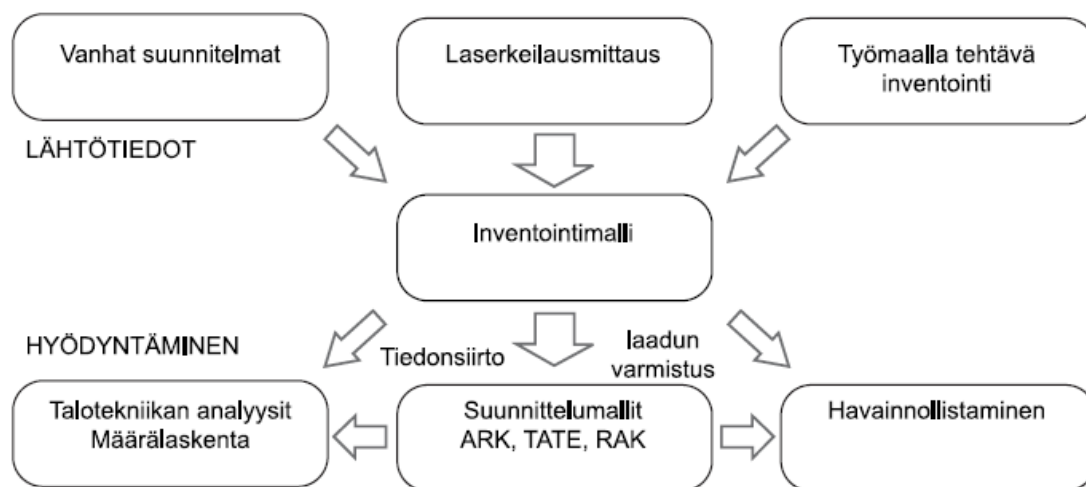 Vanhat suunnitelmat
Laserkeilausmittaus
Työmaalla tehtävä
inventointi
LÄHTÖTIEDOT
Inventointimalli
HYÖDYNTÄMINEN
Tiedonsiirto
laadun
varmistus
Talotekniikan analyysit
Määrälaskenta
Suunnittelumallit
ARK, TATE, RAK
Havainnollistaminen